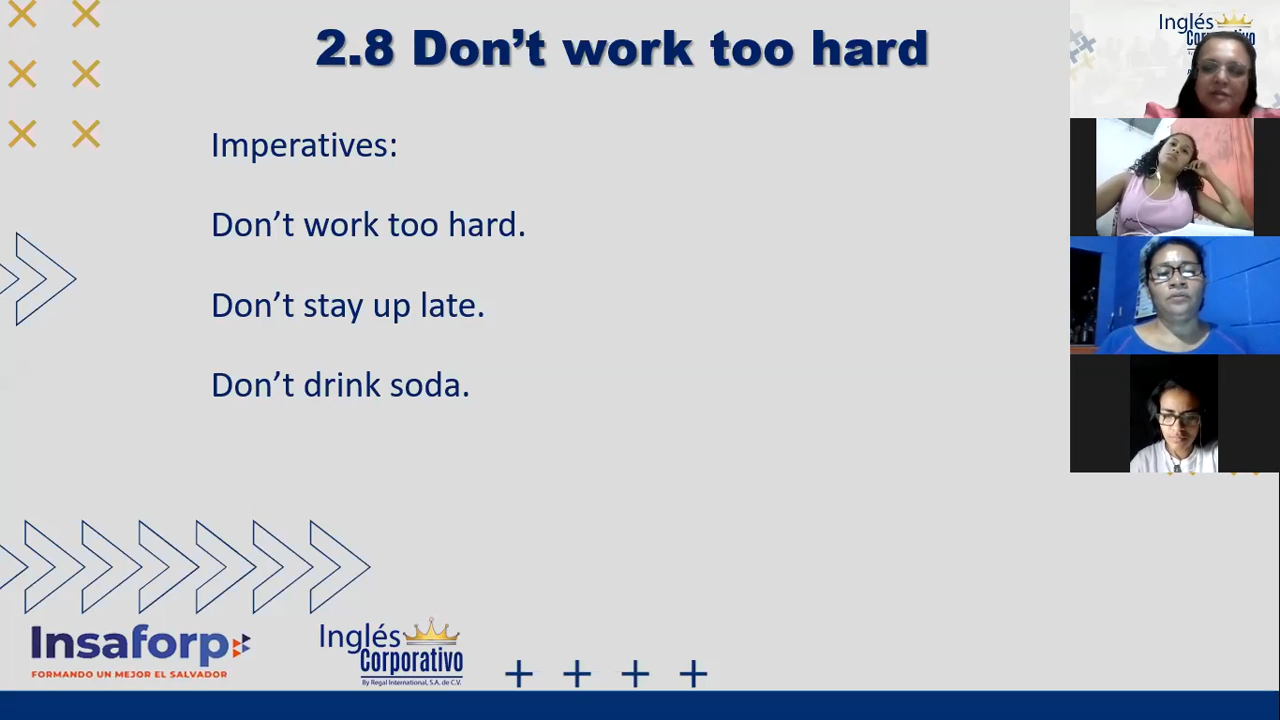 2.8 Don’t work too hard
Imperatives:
Don’t work too hard.
Don’t stay up late.
Don’t drink soda.
Insaforp
FORMANDO UN MEJOR EL SALVADOR
Inglés
Corporativo
By Regal International, S.A. de C.V.
Inglés
Corporativo